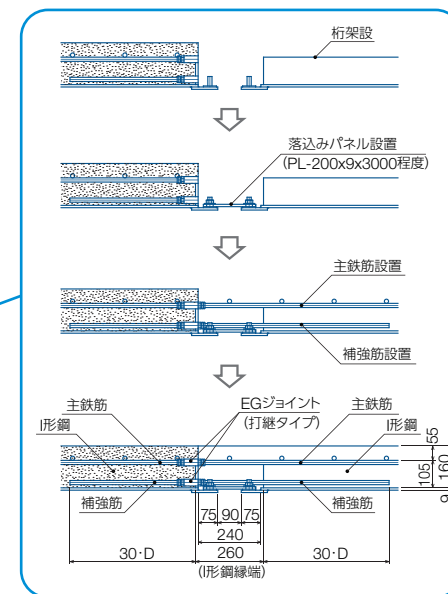 桁架設
落込みパネル設置
(PL-200x9x3000程度)
主鉄筋設置
補強筋設置
主鉄筋
EGジョイント
(打継タイプ)
主鉄筋
I形鋼
I形鋼
補強筋
補強筋
55
105
160
9
75 90 75
240
30·D
260
30·D
(I形鋼縁端)